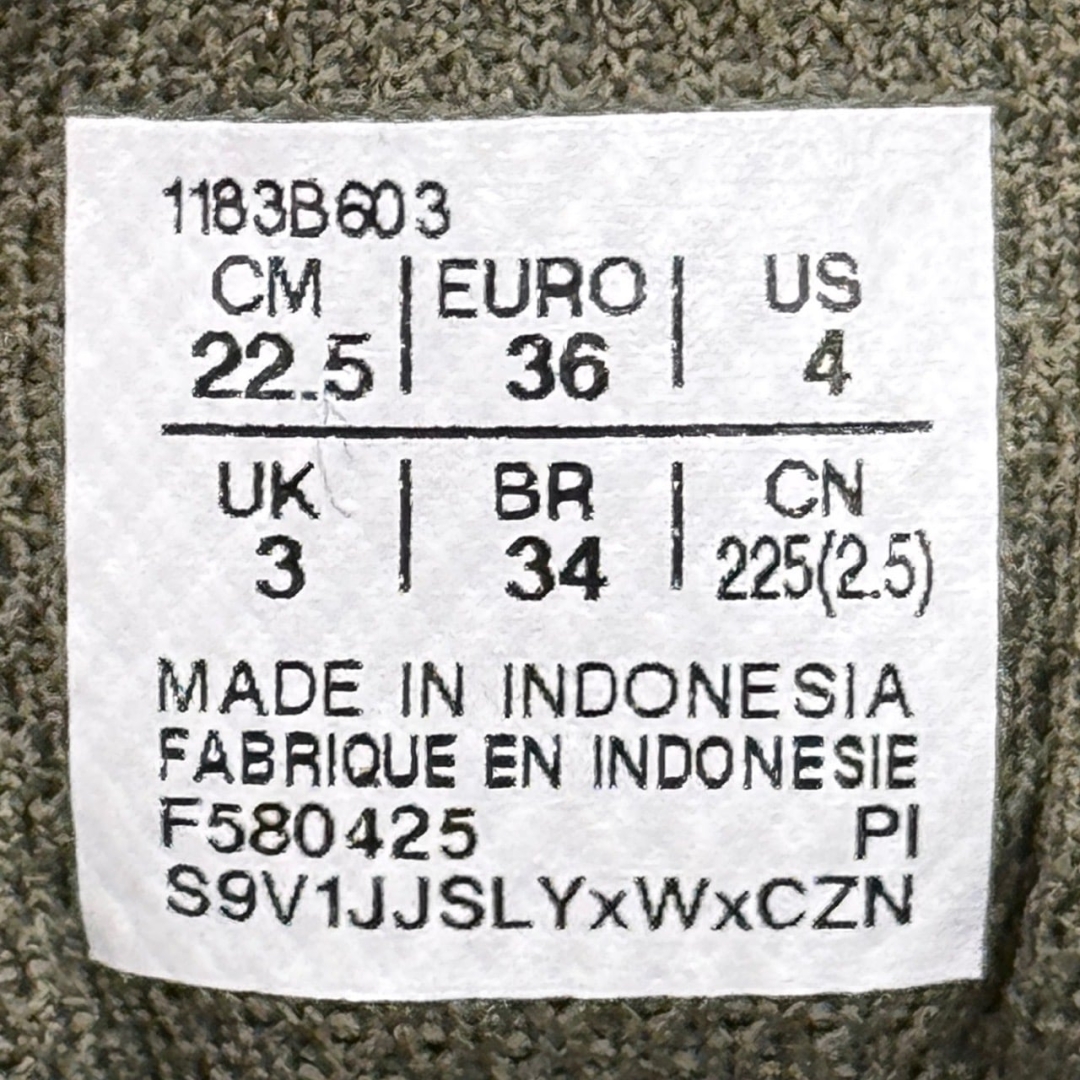 1183B603
CM | EURO | US
22.5 | 36 | 4
UK | BR | CN
3 | 34 | 225(2.5)
MADE IN INDONESIA
FABRIQUE EN INDONESIE
F580425 PI
S9V1JJSLYxWxCZN